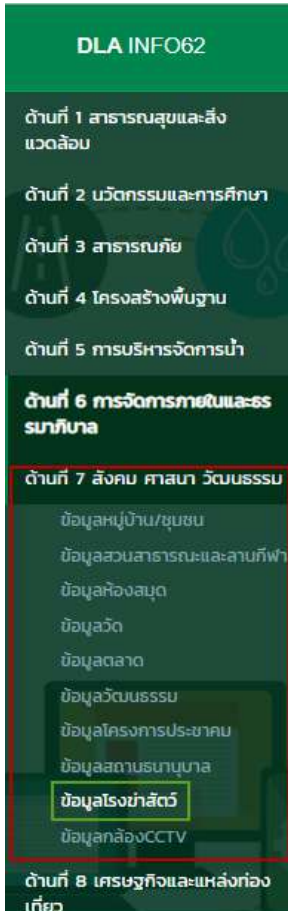 DLA INFO62
ด้านที่ 1 สาธารณสุขและสิ่ง
แวดล้อม
ด้านที่ 2 นวัตกรรมและการศึกษา
ด้านที่ 3 สาธารณภัย
ด้านที่ 4 โครงสร้างพื้นฐาน
ด้านที่ 5 การบริหารจัดการน้ำ
ด้านที่ 6 การจัดการภายในและธร
รมาภิบาล
ด้านที่ 7 สังคม ศาสนา วัฒนธรรม
ข้อมูลหมู่บ้าน/ชุมชน
ข้อมูลสวนสาธารณะและลานกีฬา
ข้อมูลห้องสมุด
ข้อมูลวัด
ข้อมูลตลาด
ข้อมูลวัฒนธรรม
ข้อมูลโครงการประชาคม
ข้อมูลสถานธนานุบาล
ข้อมูลโรงฆ่าสัตว์
ข้อมูลกล้องCCTV
ด้านที่ 8 เศรษฐกิจและแหล่งท่อง
เที่ยว